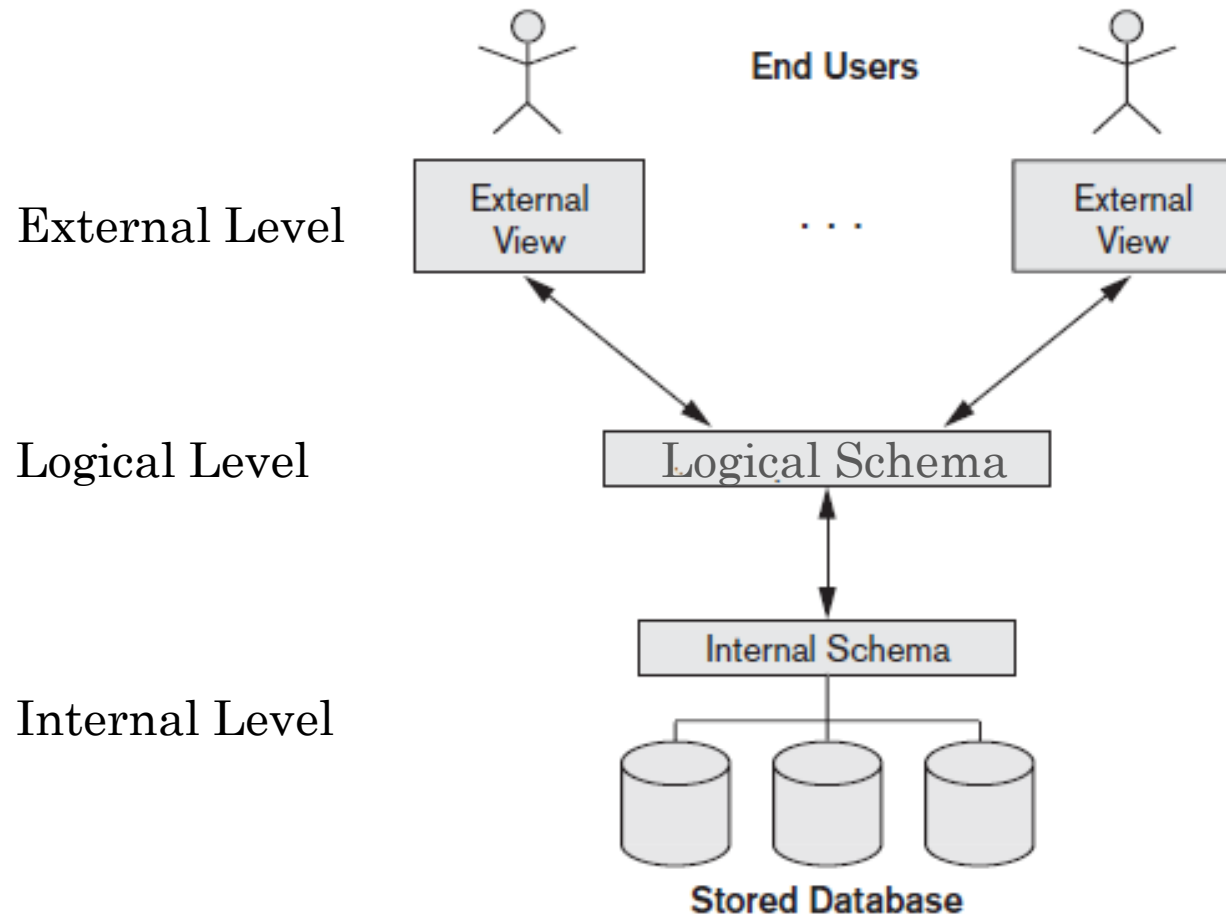 End Users
External Level
External
View
. . .
External
View
Logical Level
Logical Schema
Internal Schema
Internal Level
Stored Database